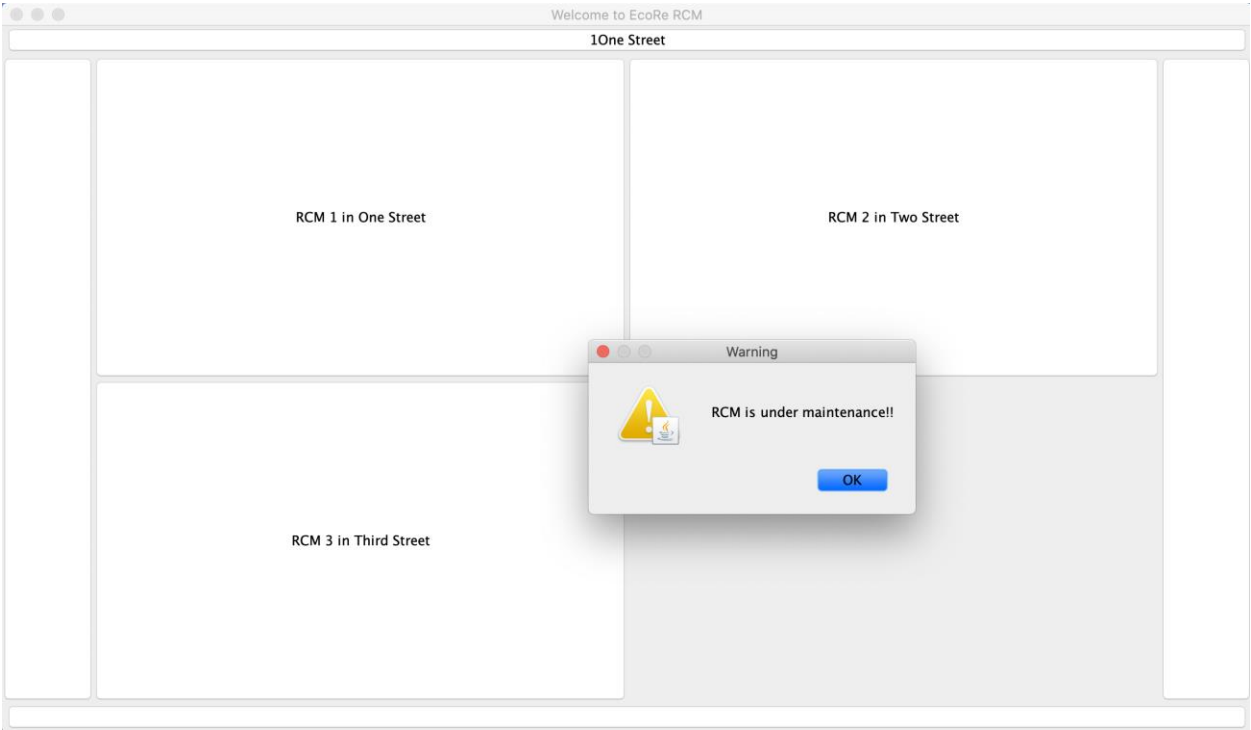 Welcome to EcoRe RCM
1One Street
RCM 1 in One Street
RCM 2 in Two Street
Warning
RCM is under maintenance!!
OK
RCM 3 in Third Street